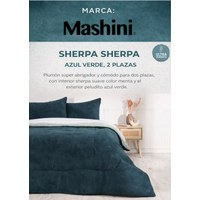 MARCA:
Mashini
SHERPA SHERPA
AZUL VERDE, 2 PLAZAS
Plumón super abrigador y cómodo para dos plazas,
con interior sherpa suave color menta y el
exterior peludito azul verde.